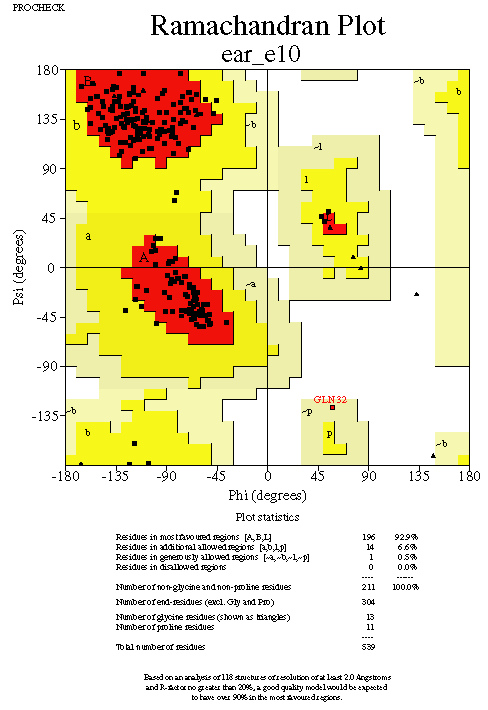 PROCHECK
Ramachandran Plot
ear_e10
180
135
90
45
0
-45
-90
-135
-180 -135 -90 -45 0 45 90 135 180
Psi (degrees)
Phi (degrees)
B
b
~b
a
A
~a
~l
l
L
~b
b
~b
b
GLN 32
~p
p
~b
Plot statistics
Residues in most favoured regions [A,B,L] 196 92.9%
Residues in additional allowed regions [a,b,l,p] 14 6.6%
Residues in generously allowed regions [~a,~b,~l,~p] 1 0.5%
Residues in disallowed regions 0 0.0%
---- ------
Number of non-glycine and non-proline residues 211 100.0%
Number of end-residues (excl. Gly and Pro) 304
Number of glycine residues (shown as triangles) 13
Number of proline residues 11
----
Total number of residues 539
Based on an analysis of 118 structures of resolution of at least 2.0 Angstroms
and R-factor no greater than 20%, a good quality model would be expected
to have over 90% in the most favoured regions.